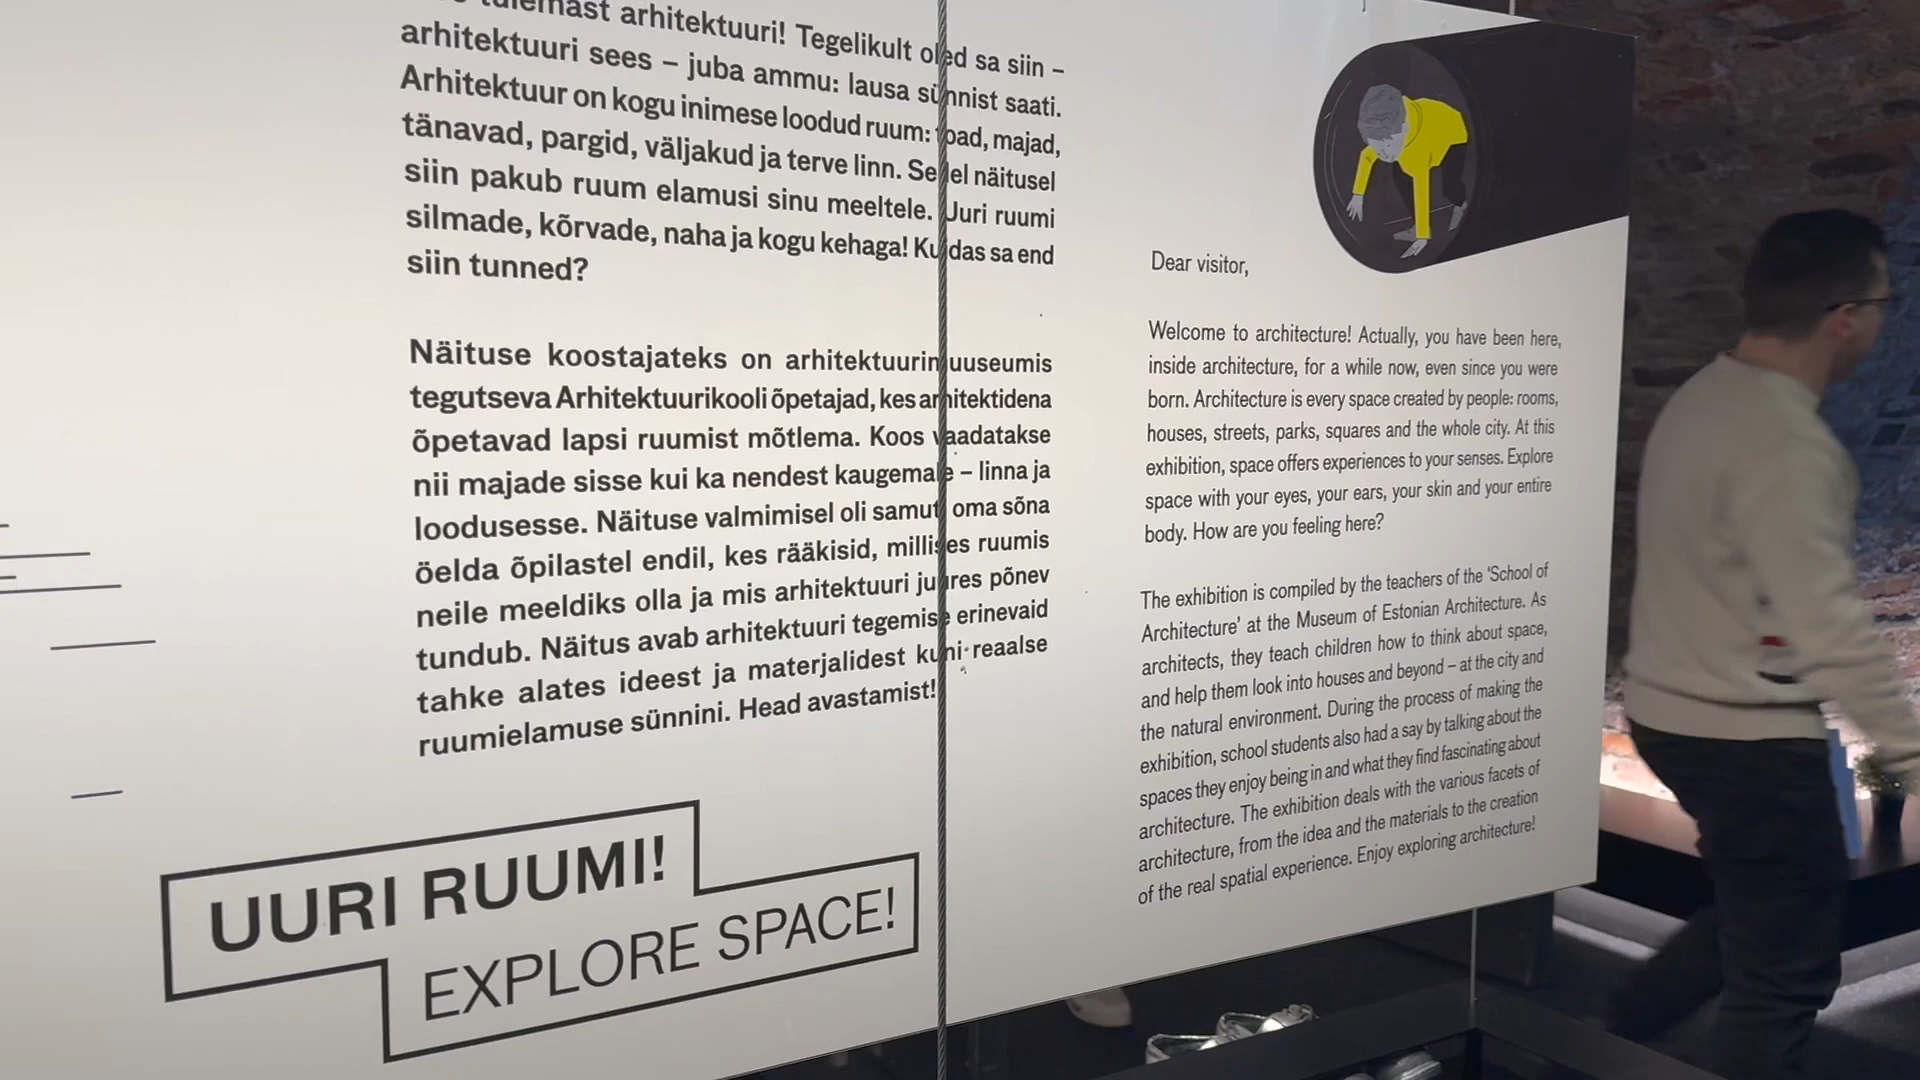 arhitektuuri! Tegelikult oled sa siin –
arhitektuuri sees – juba ammu: lausa sünnist saati.
Arhitektuur on kogu inimese loodud ruum: toad, majad,
tänavad, pargid, väljakud ja terve linn. Sellel näitusel
siin pakub ruum elamusi sinu meeltele. Uuri ruumi
silmade, kõrvade, naha ja kogu kehaga! Kuidas sa end
siin tunned?
Näituse koostajateks on arhitektuurimuuseumis
tegutseva Arhitektuurikooli õpetajad, kes arhitektidena
õpetavad lapsi ruumist mõtlema. Koos vaadatakse
nii majade sisse kui ka nendest kaugemale – linna ja
loodusesse. Näituse valmimisel oli samuti oma sõna
öelda õpilastel endil, kes rääkisid, millises ruumis
neile meeldiks olla ja mis arhitektuuri juures põnev
tundub. Näitus avab arhitektuuri tegemise erinevaid
tahke alates ideest ja materjalidest kuni reaalse
ruumielamuse sünnini. Head avastamist!
UURI RUUMI!
EXPLORE SPACE!
Dear visitor,
Welcome to architecture! Actually, you have been here,
inside architecture, for a while now, even since you were
born. Architecture is every space created by people: rooms,
houses, streets, parks, squares and the whole city. At this
exhibition, space offers experiences to your senses. Explore
space with your eyes, your ears, your skin and your entire
body. How are you feeling here?
The exhibition is compiled by the teachers of the 'School of
Architecture' at the Museum of Estonian Architecture. As
architects, they teach children how to think about space,
and help them look into houses and beyond – at the city and
the natural environment. During the process of making the
exhibition, school students also had a say by talking about the
spaces they enjoy being in and what they find fascinating about
architecture. The exhibition deals with the various facets of
architecture, from the idea and the materials to the creation
of the real spatial experience. Enjoy exploring architecture!